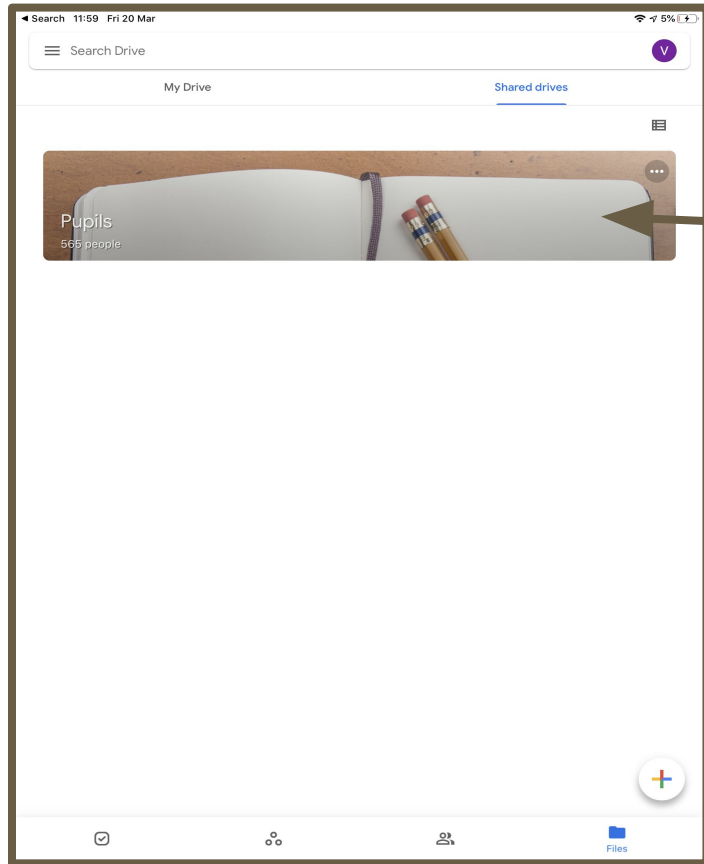 Search 11:59 Fri 20 Mar 5%
Search Drive V
My Drive Shared drives
Pupils
565 people
Files